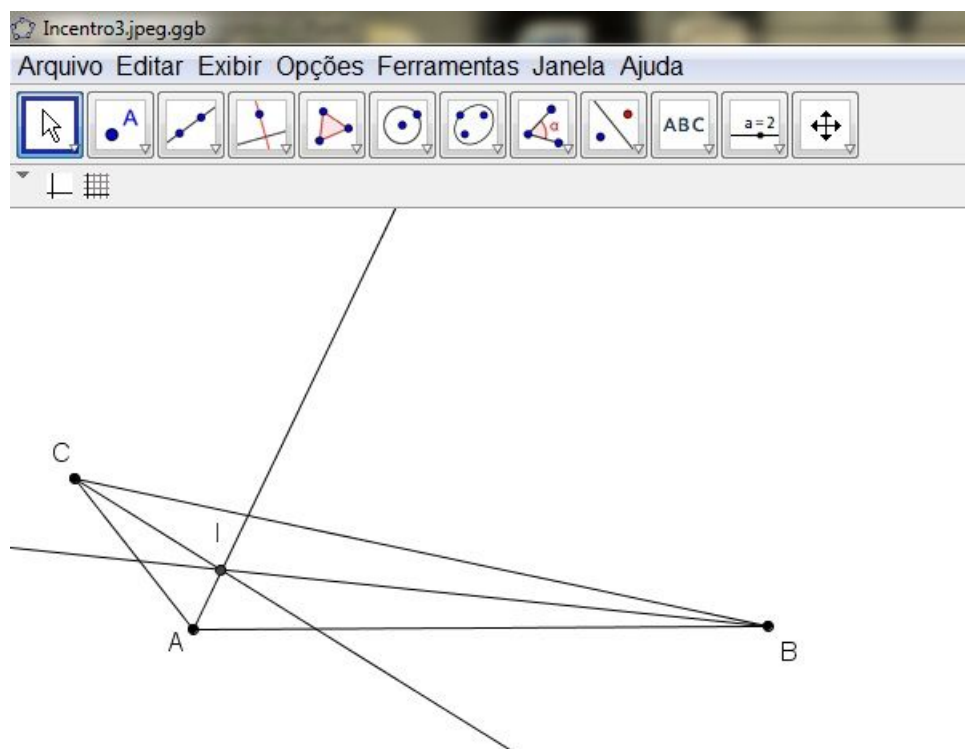 Incentro3.jpeg.ggb
Arquivo Editar Exibir Opções Ferramentas Janela Ajuda
A α ABC a=2
C
I
A
B